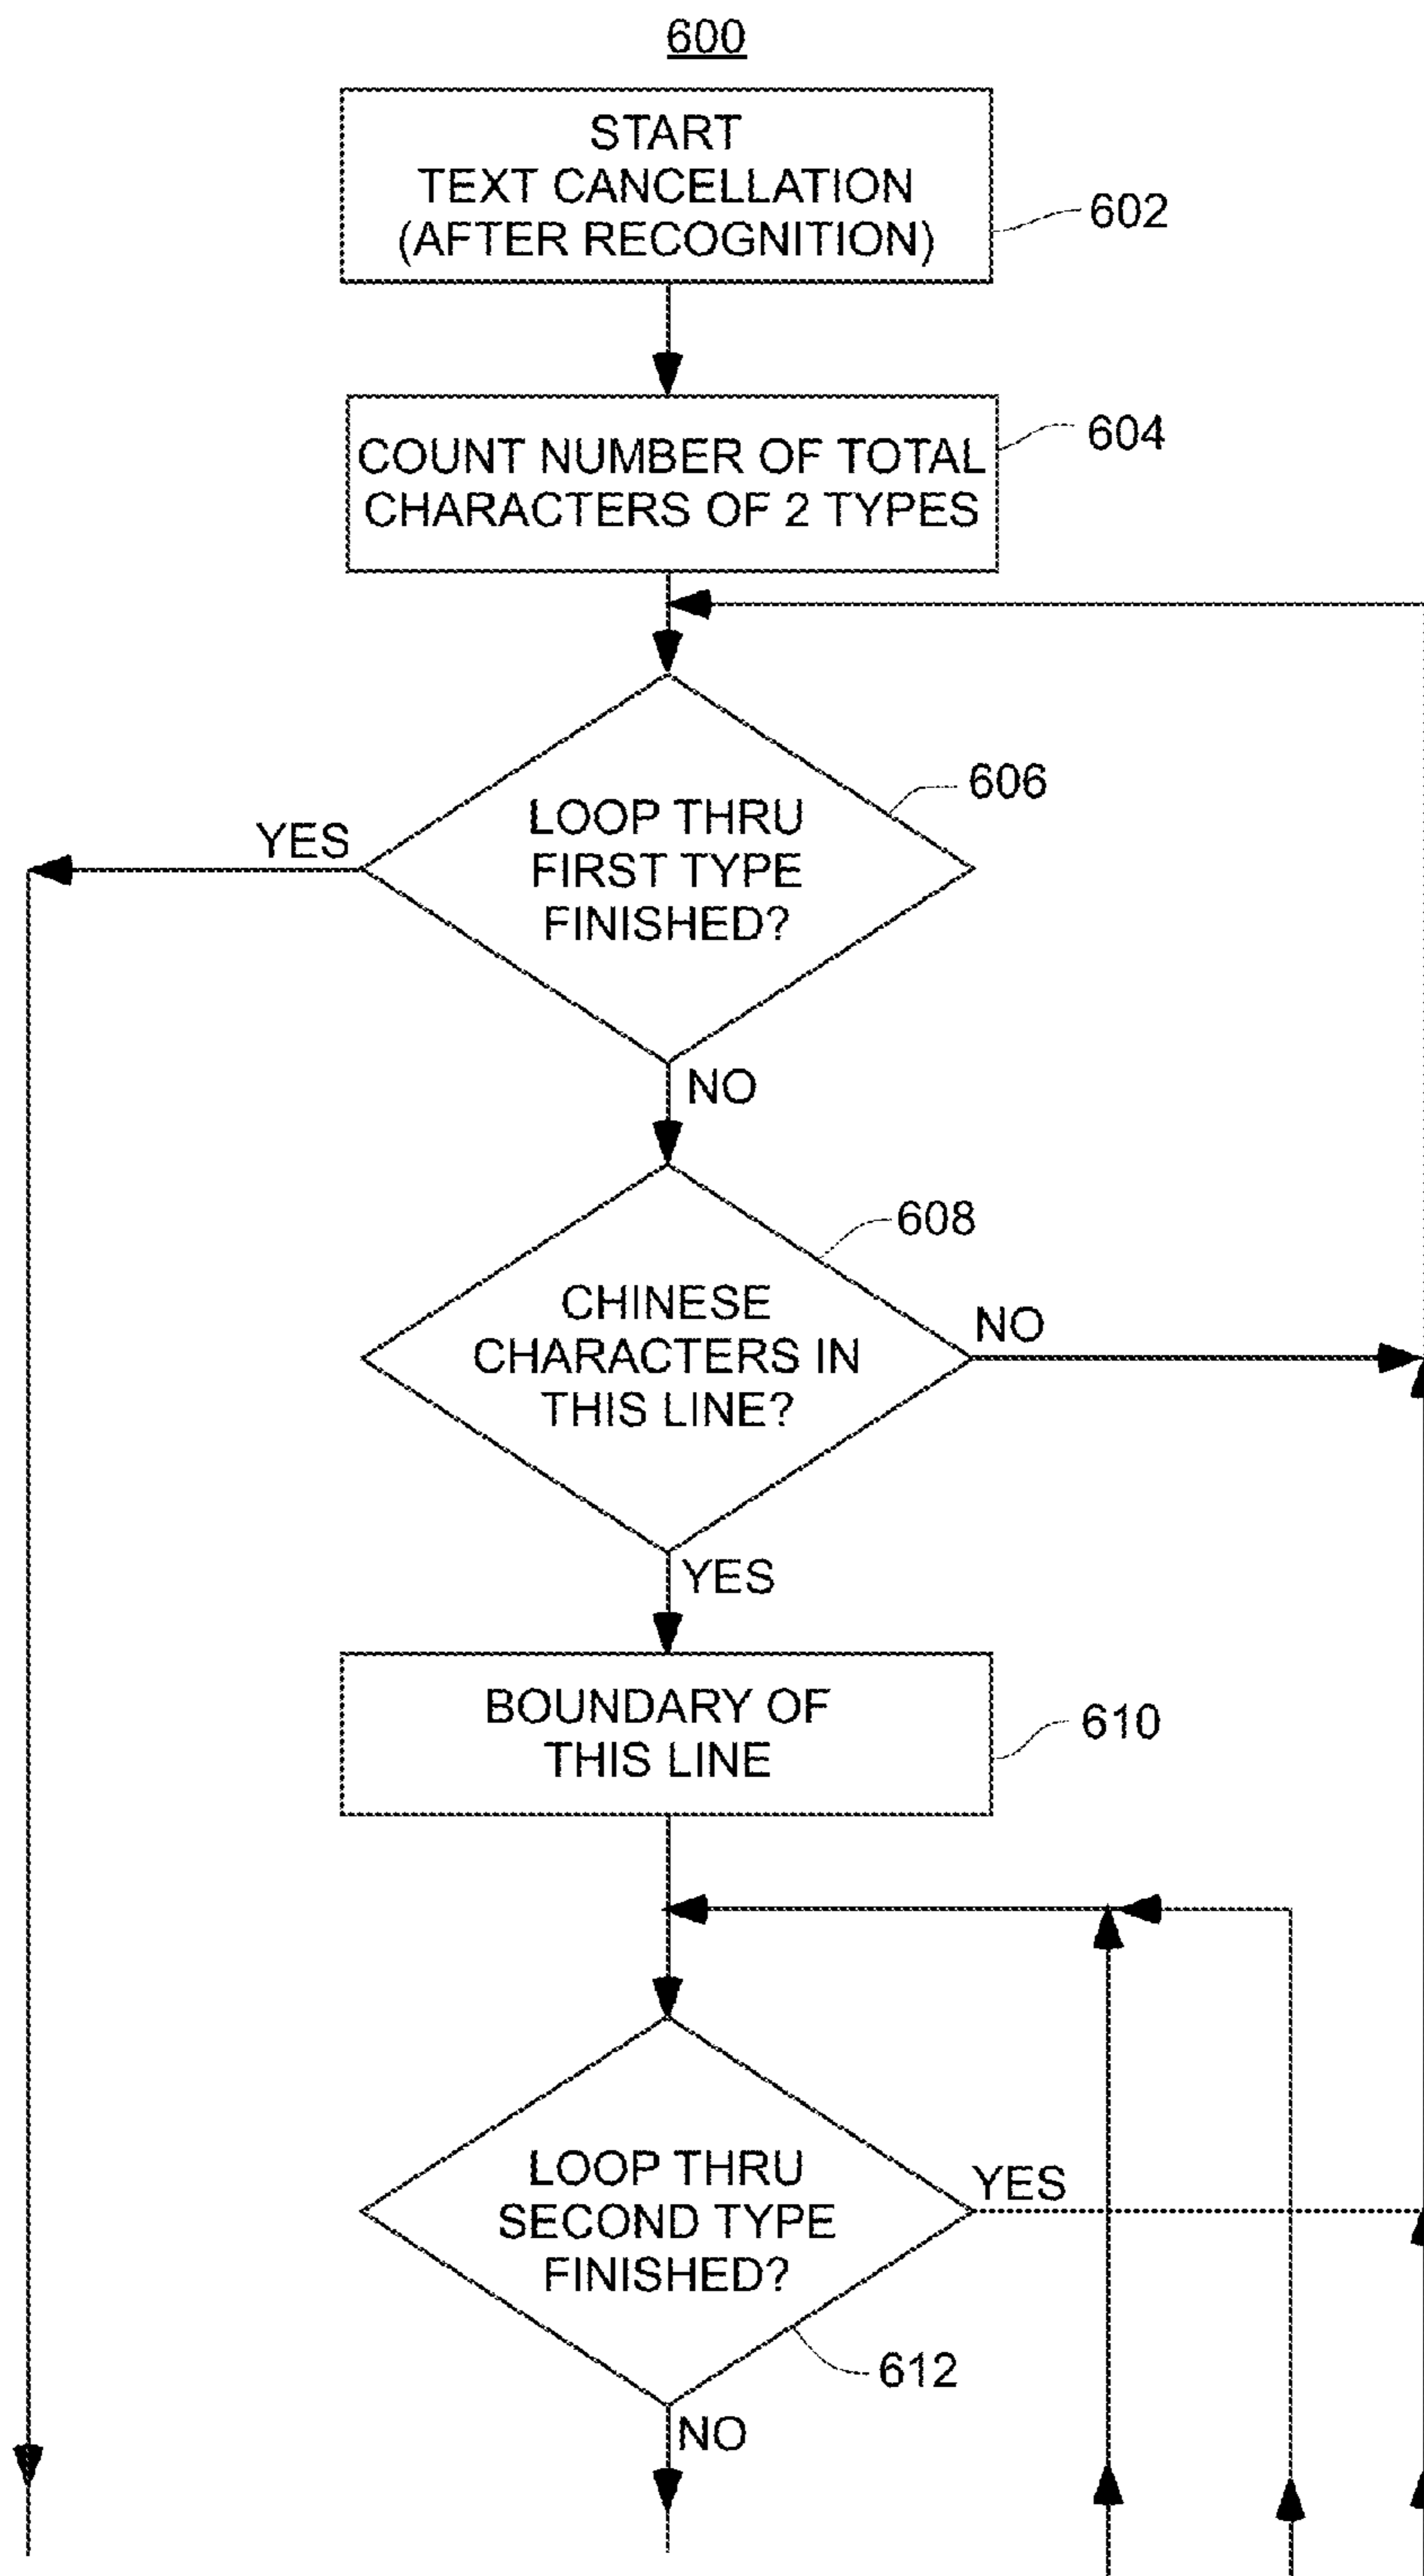 600
START
TEXT CANCELLATION
(AFTER RECOGNITION)
602
COUNT NUMBER OF TOTAL
CHARACTERS OF 2 TYPES
604
LOOP THRU
FIRST TYPE
FINISHED?
606
YES
NO
CHINESE
CHARACTERS IN
THIS LINE?
608
NO
YES
BOUNDARY OF
THIS LINE
610
LOOP THRU
SECOND TYPE
FINISHED?
YES
612
NO